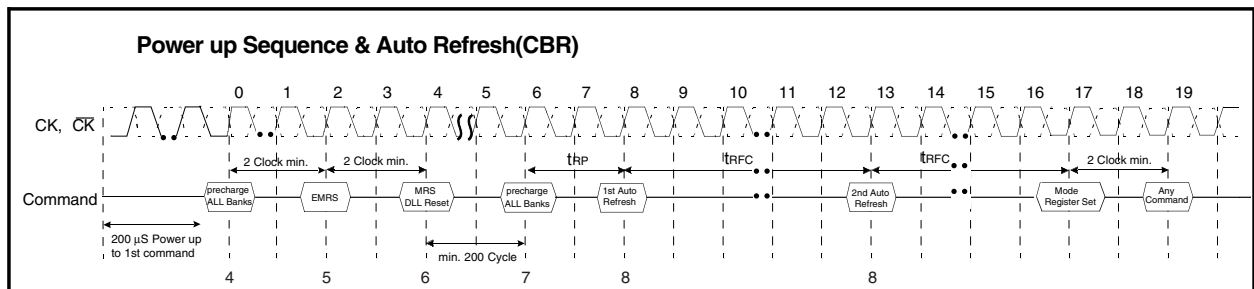 Power up Sequence & Auto Refresh(CBR)
0 1 2 3 4 5 6 7 8 9 10 11 12 13 14 15 16 17 18 19
CK, CK
2 Clock min. 2 Clock min. tRP tRFC tRFC 2 Clock min.
Command
precharge
ALL Banks
EMRS
MRS
DLL Reset
precharge
ALL Banks
1st Auto
Refresh
2nd Auto
Refresh
Mode
Register Set
Any
Command
200 µS Power up
to 1st command
min. 200 Cycle
4 5 6 7 8 8